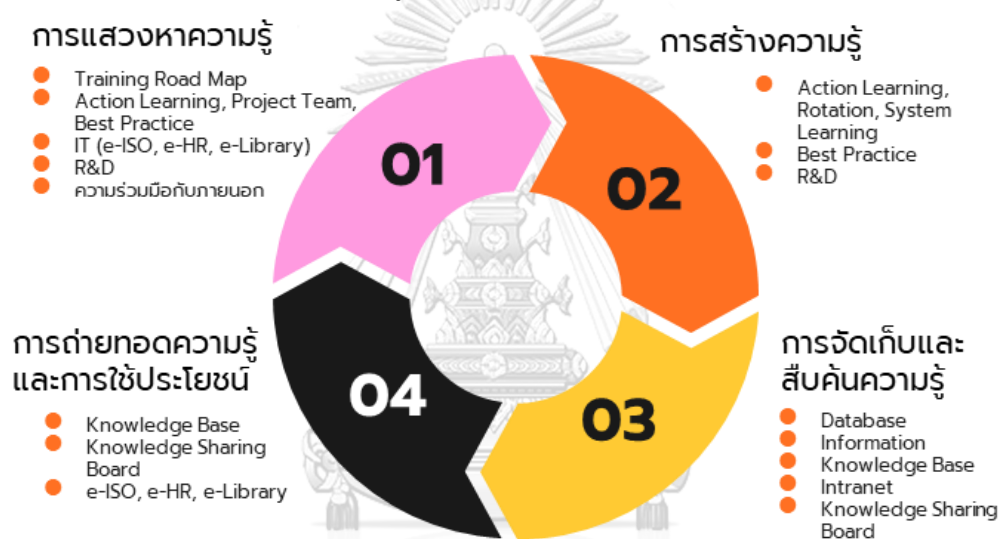 การแสวงหาความรู้
Training Road Map
Action Learning, Project Team,
Best Practice
IT (e-ISO, e-HR, e-Library)
R&D
ความร่วมมือกับภายนอก
01
การสร้างความรู้
Action Learning,
Rotation, System
Learning
Best Practice
R&D
02
การจัดเก็บและ
สืบค้นความรู้
Database
Information
Knowledge Base
Intranet
Knowledge Sharing
Board
03
การถ่ายทอดความรู้
และการใช้ประโยชน์
Knowledge Base
Knowledge Sharing
Board
e-ISO, e-HR, e-Library
04